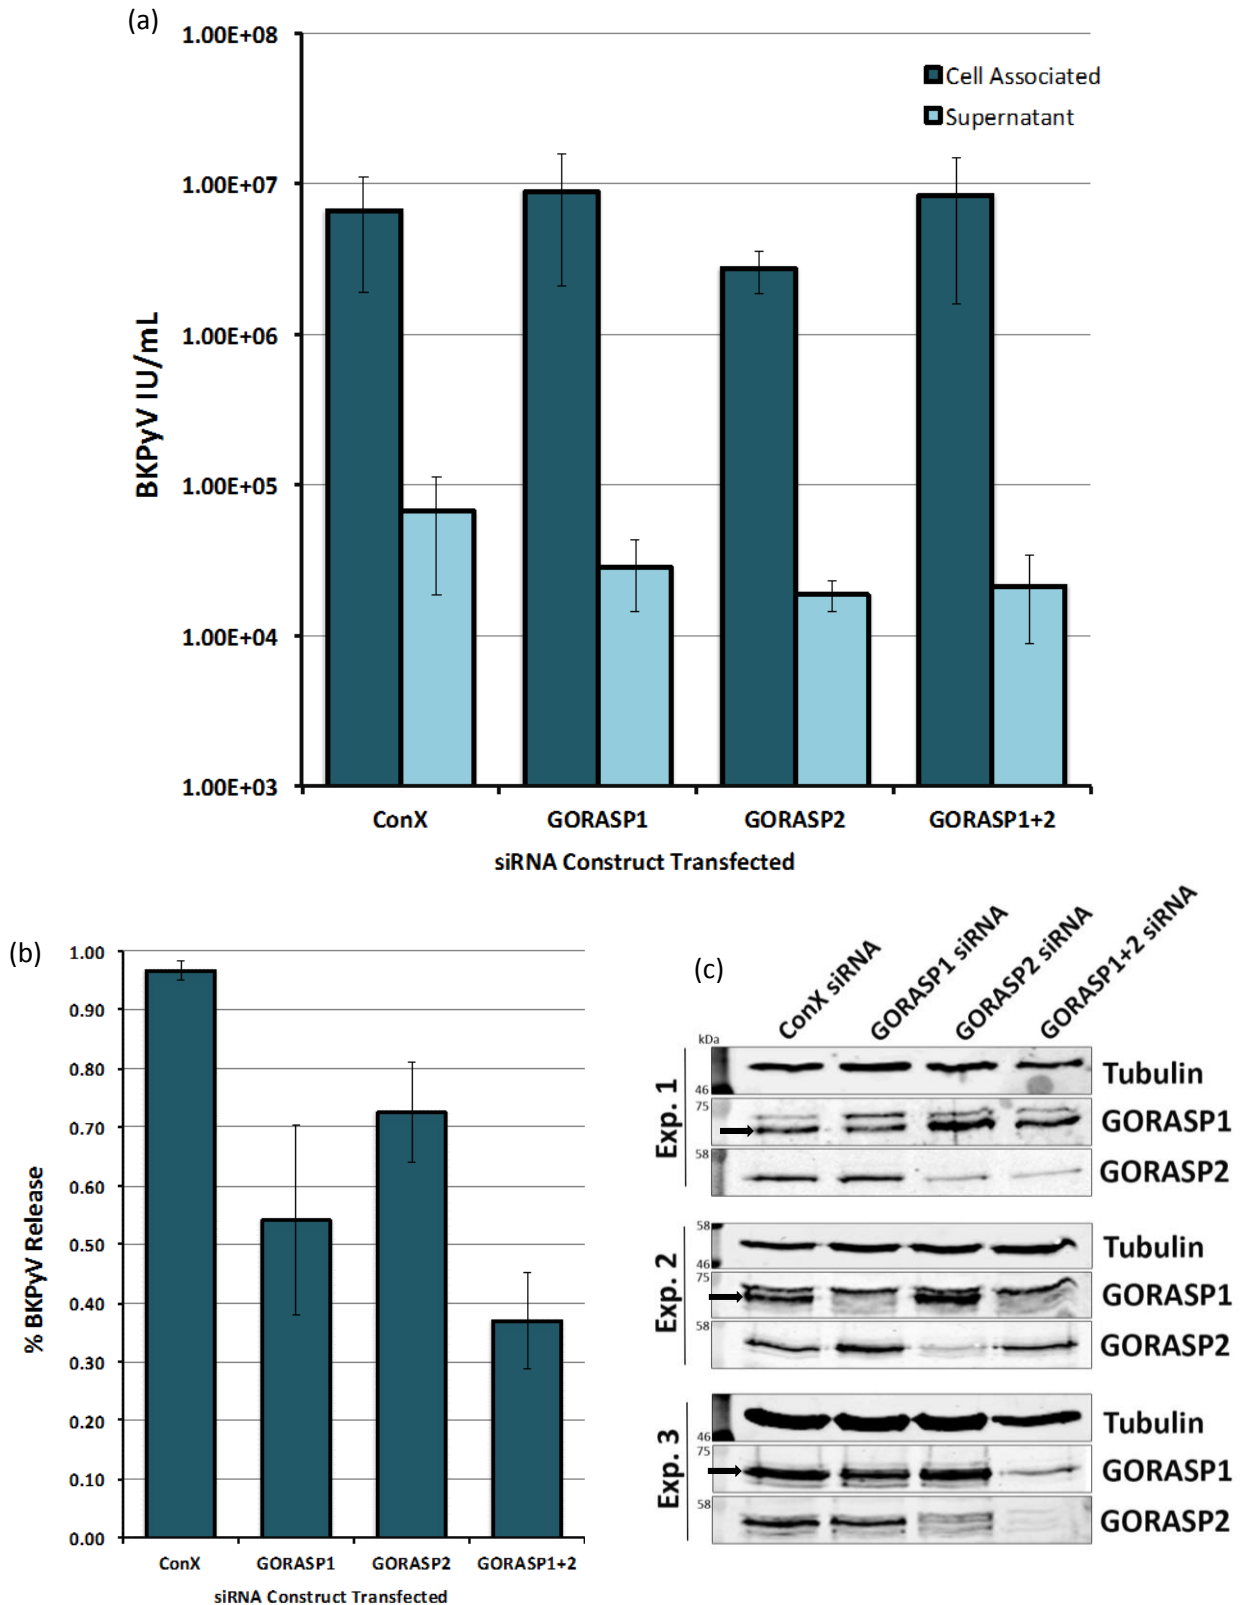 (a)
1.00E+08
1.00E+07
1.00E+06
1.00E+05
1.00E+04
1.00E+03
BKPyV IU/mL
Cell Associated
Supernatant
ConX GORASP1 GORASP2 GORASP1+2
siRNA Construct Transfected
(b)
1.00
0.90
0.80
0.70
0.60
0.50
0.40
0.30
0.20
0.10
0.00
% BKPyV Release
ConX GORASP1 GORASP2 GORASP1+2
siRNA Construct Transfected
(c)
ConX siRNA
GORASP1 siRNA
GORASP2 siRNA
GORASP1+2 siRNA
kDa
Exp. 1
46
Tubulin
75
GORASP1
58
GORASP2
Exp. 2
58
46
Tubulin
75
GORASP1
58
GORASP2
Exp. 3
46
Tubulin
75
GORASP1
58
GORASP2